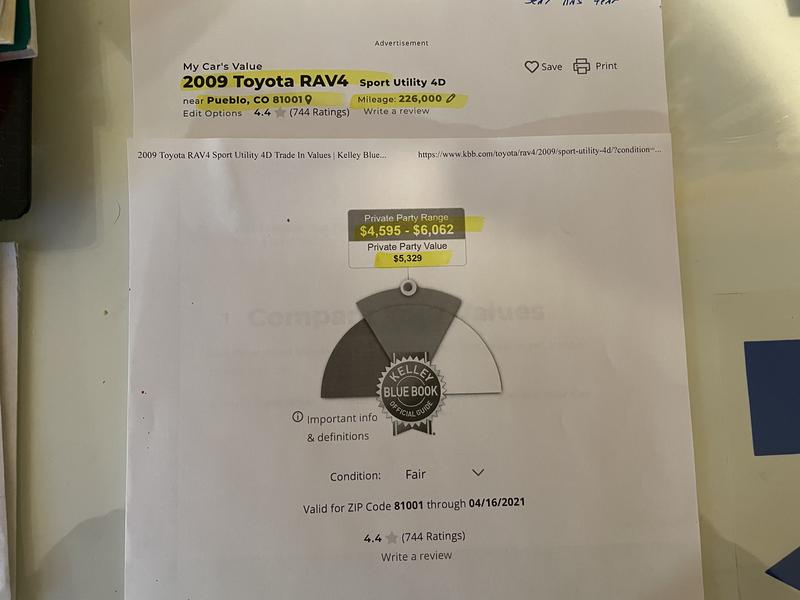 Advertisement
My Car's Value
2009 Toyota RAV4 Sport Utility 4D
Save Print
near Pueblo, CO 81001 Mileage: 226,000
Edit Options 4.4 (744 Ratings) Write a review
2009 Toyota RAV4 Sport Utility 4D Trade In Values | Kelley Blue... https://www.kbb.com/toyota/rav4/2009/sport-utility-4d/?condition=...
Private Party Range
$4,595 - $6,062
Private Party Value
$5,329
KELLEY
BLUE BOOK
OFFICIAL GUIDE
Important info
& definitions
Condition: Fair
Valid for ZIP Code 81001 through 04/16/2021
4.4 (744 Ratings)
Write a review